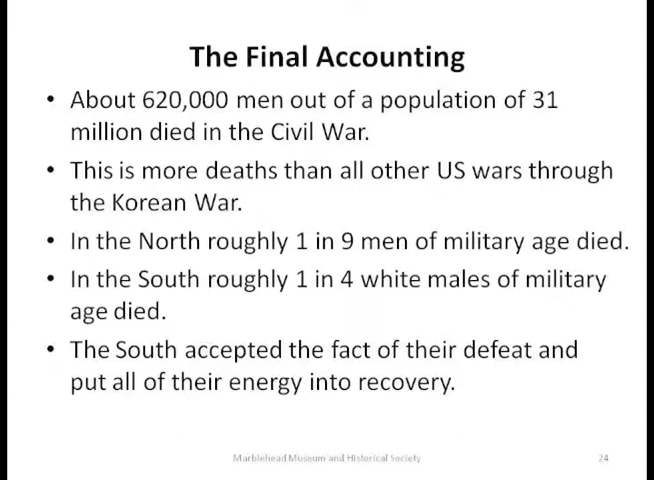 The Final Accounting
• About 620,000 men out of a population of 31
million died in the Civil War.
• This is more deaths than all other US wars through
the Korean War.
• In the North roughly 1 in 9 men of military age died.
• In the South roughly 1 in 4 white males of military
age died.
• The South accepted the fact of their defeat and
put all of their energy into recovery.
Marblehead Museum and Historical Society
24